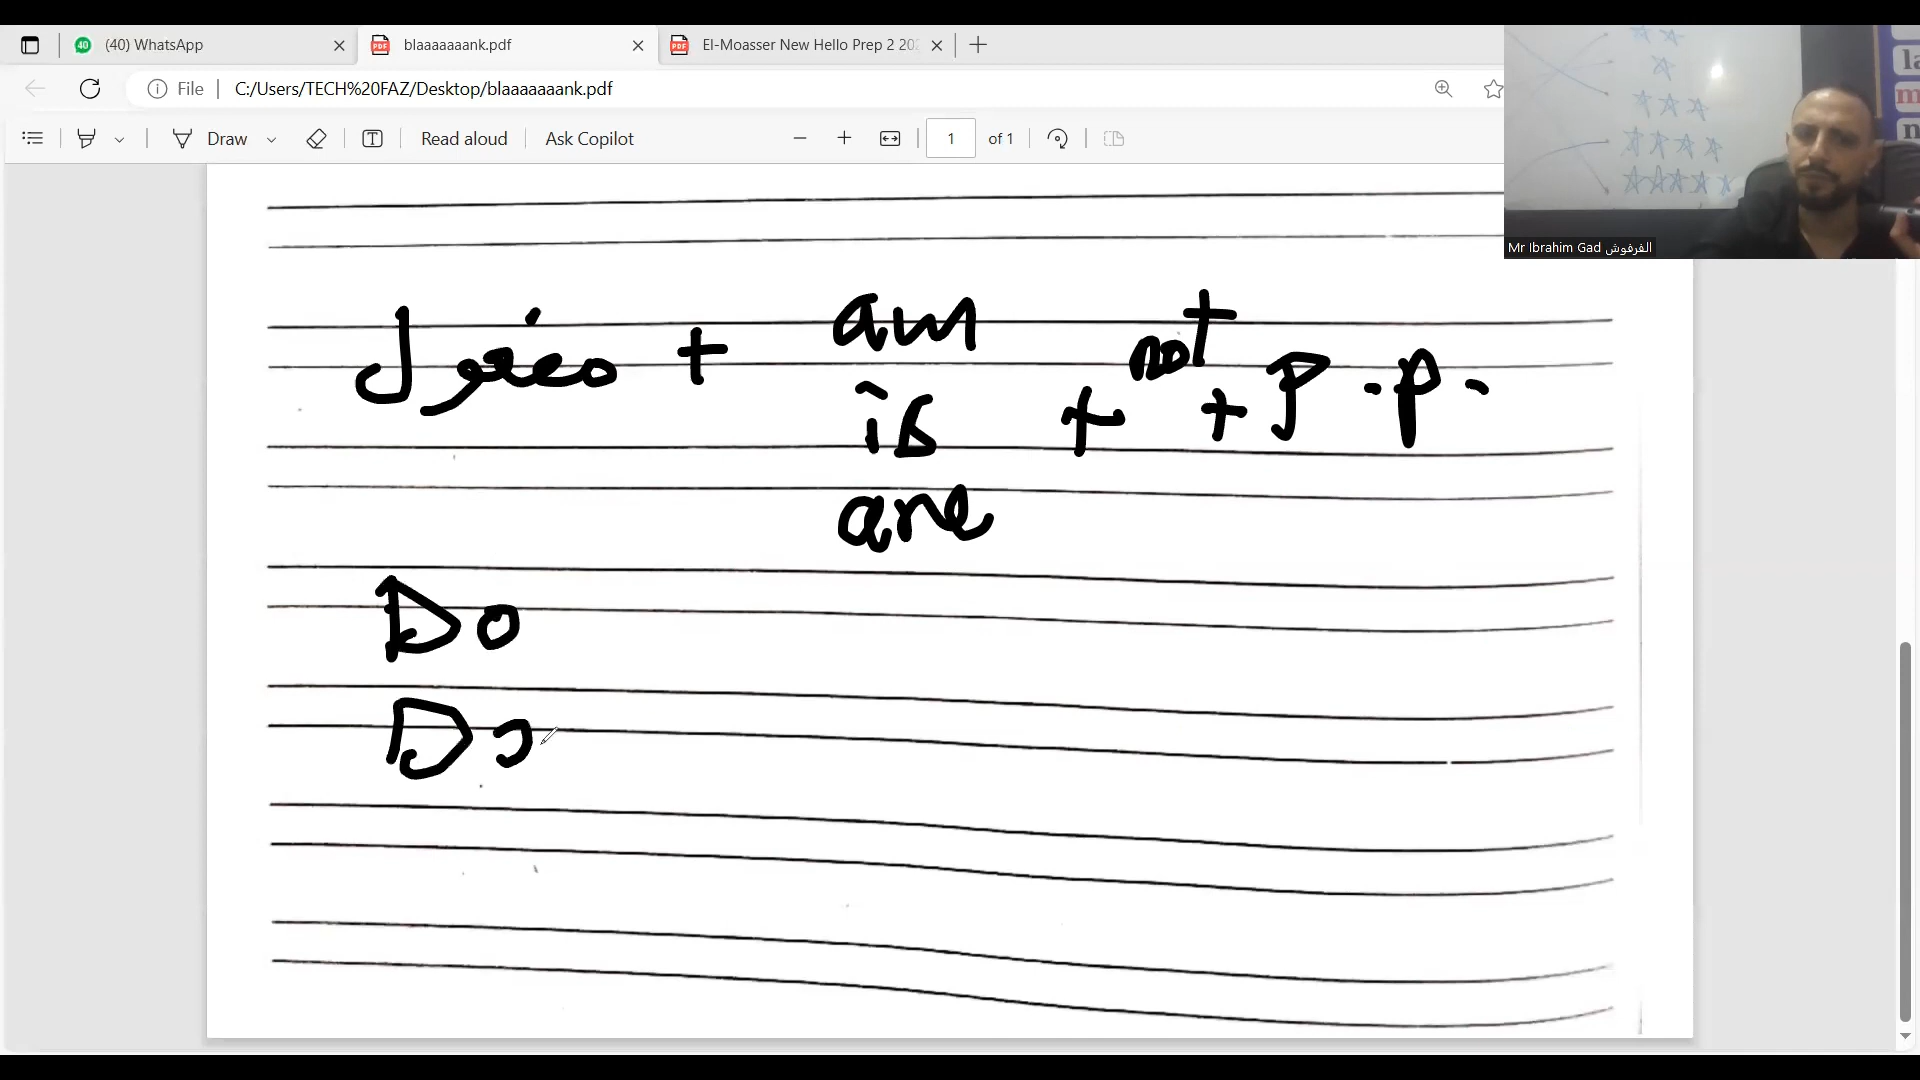 (40) WhatsApp
blaaaaaaank.pdf
El-Moasser New Hello Prep 2 202
File
C:/Users/TECH%20FAZ/Desktop/blaaaaaaank.pdf
Draw
Read aloud
Ask Copilot
1 of 1
Mr Ibrahim Gad الفرفوش
مفعول + am + not + p.p.
is
are
Do
Do